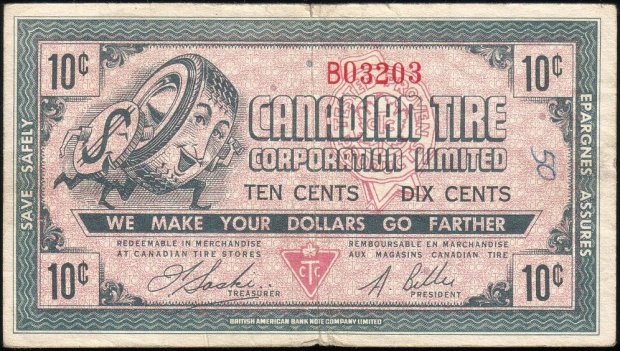 10¢
B03203
10¢
SAVE SAFELY
EPARGNES ASSURES
$
CANADIAN TIRE
CORPORATION LIMITED
50
TEN CENTS DIX CENTS
WE MAKE YOUR DOLLARS GO FARTHER
REDEEMABLE IN MERCHANDISE
AT CANADIAN TIRE STORES
REMBOURSABLE EN MARCHANDISE
AUX MAGASINS CANADIAN TIRE
10¢
CTC
TREASURER
PRESIDENT
10¢
BRITISH AMERICAN BANK NOTE COMPANY LIMITED